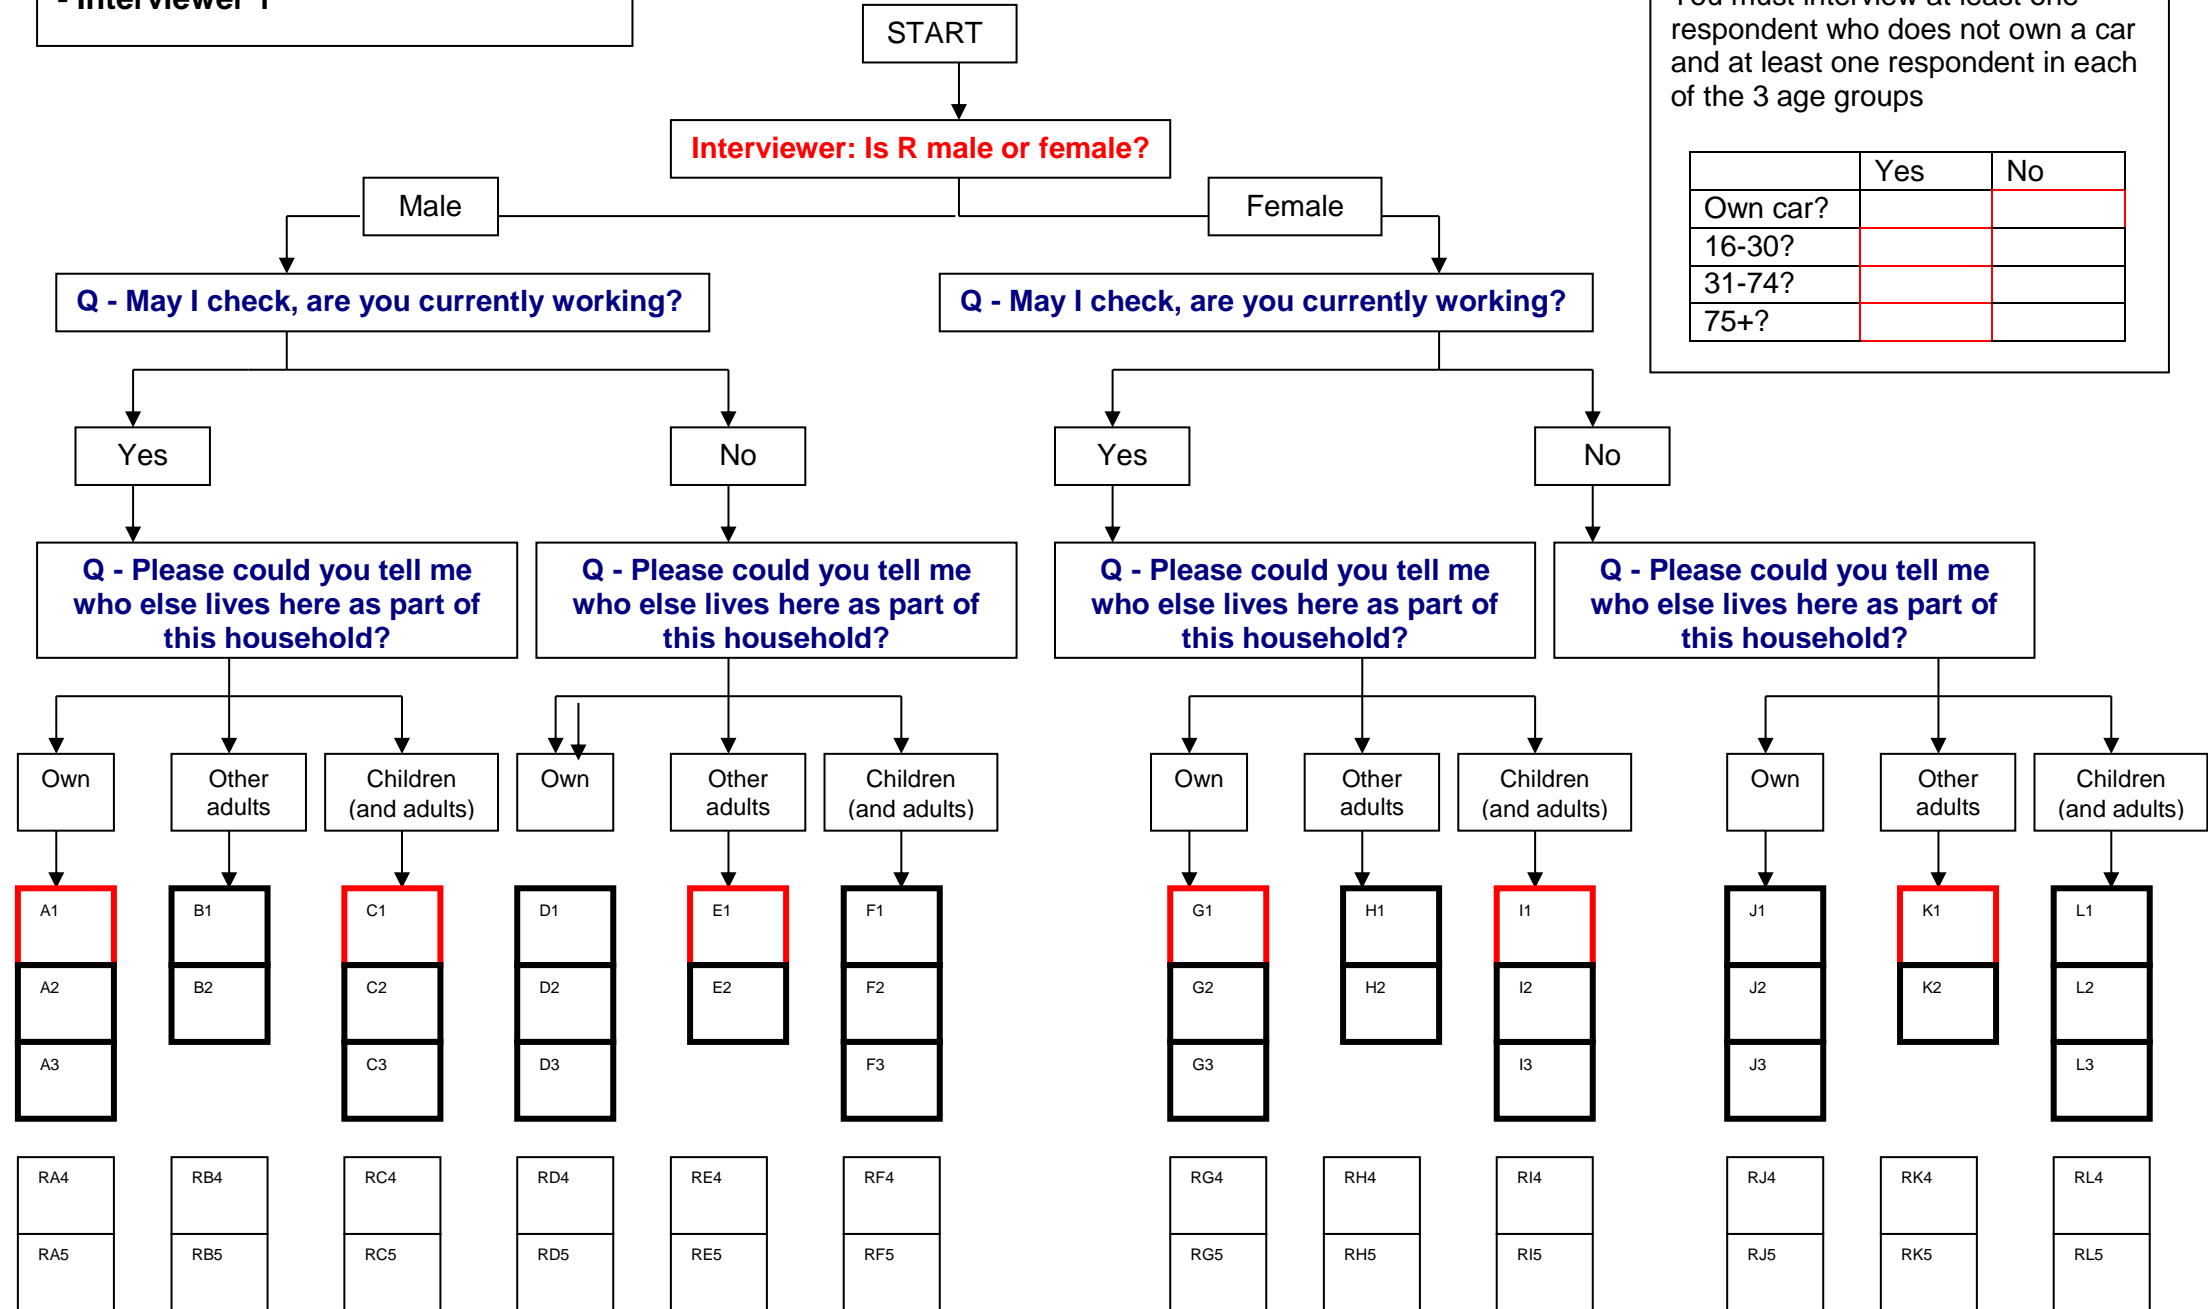 - Interviewer 1
You must interview at least one
respondent who does not own a car
and at least one respondent in each
of the 3 age groups
Yes No
Own car?
16-30?
31-74?
75+?
START
Interviewer: Is R male or female?
Male Female
Q - May I check, are you currently working? Q - May I check, are you currently working?
Yes No Yes No
Q - Please could you tell me
who else lives here as part of
this household?
Q - Please could you tell me
who else lives here as part of
this household?
Q - Please could you tell me
who else lives here as part of
this household?
Q - Please could you tell me
who else lives here as part of
this household?
Own
Other
adults
Children
(and adults)
Own
Other
adults
Children
(and adults)
Own
Other
adults
Children
(and adults)
Own
Other
adults
Children
(and adults)
A1 B1 C1 D1 E1 F1 G1 H1 I1 J1 K1 L1
A2 B2 C2 D2 E2 F2 G2 H2 I2 J2 K2 L2
A3 C3 D3 F3 G3 I3 J3 L3
RA4 RB4 RC4 RD4 RE4 RF4 RG4 RH4 RI4 RJ4 RK4 RL4
RA5 RB5 RC5 RD5 RE5 RF5 RG5 RH5 RI5 RJ5 RK5 RL5